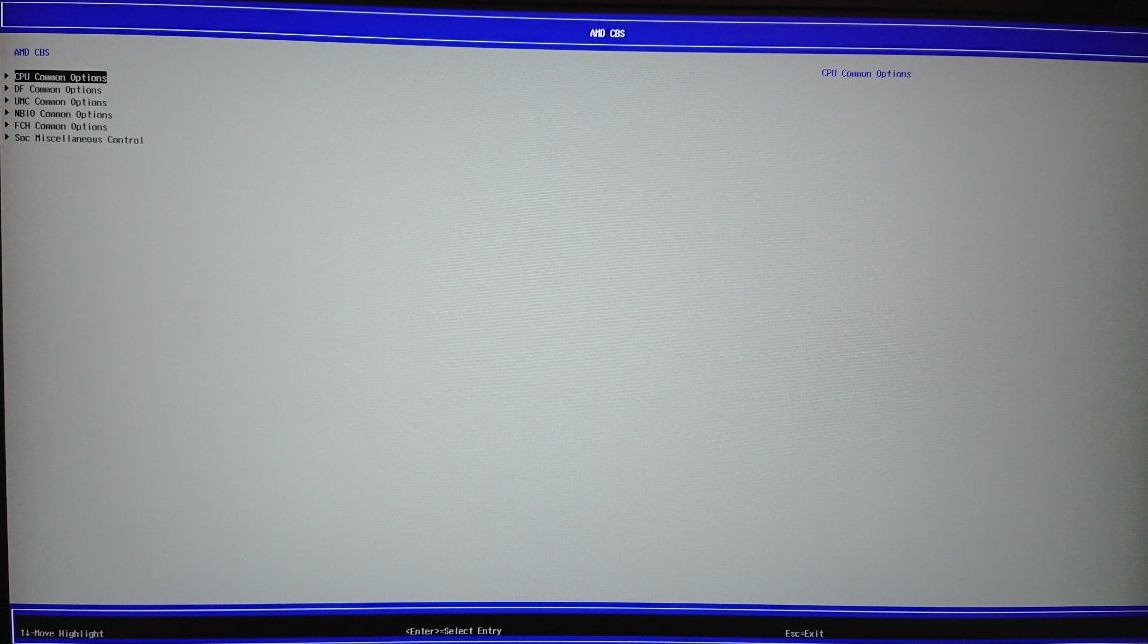 AMD CBS
AMD CBS
CPU Common Options
CPU Common Options
DF Common Options
UMC Common Options
NBIO Common Options
FCH Common Options
Soc Miscellaneous Control
↑↓=Move Highlight
<Enter>=Select Entry
Esc=Exit